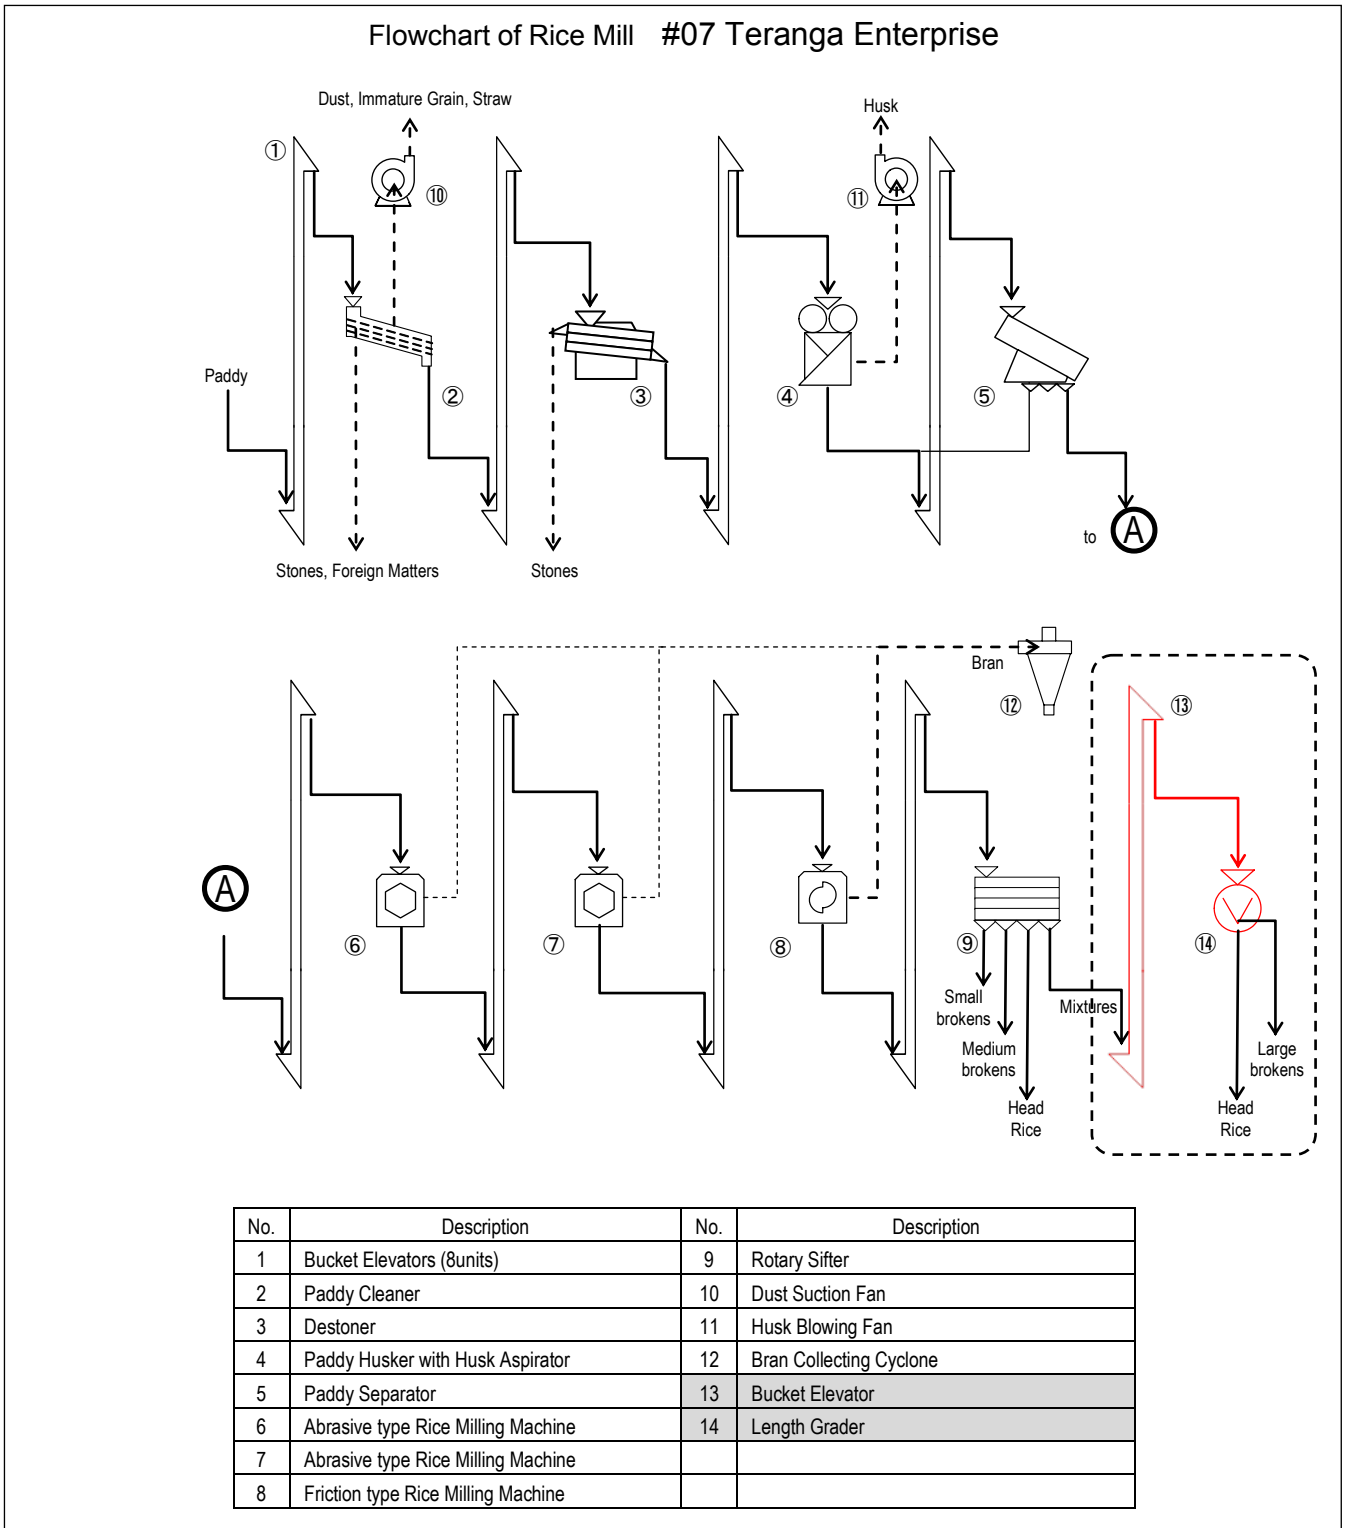 Flowchart of Rice Mill #07 Teranga Enterprise
Dust, Immature Grain, Straw
Husk
①
⑩
⑪
Paddy
②
③
④
⑤
to Ⓐ
Stones, Foreign Matters
Stones
Bran
⑫
⑬
Ⓐ
⑥
⑦
⑧
⑨
⑭
Small
brokens
Mixtures
Medium
brokens
Large
brokens
Head
Rice
Head
Rice
No. Description No. Description
1 Bucket Elevators (8units) 9 Rotary Sifter
2 Paddy Cleaner 10 Dust Suction Fan
3 Destoner 11 Husk Blowing Fan
4 Paddy Husker with Husk Aspirator 12 Bran Collecting Cyclone
5 Paddy Separator 13 Bucket Elevator
6 Abrasive type Rice Milling Machine 14 Length Grader
7 Abrasive type Rice Milling Machine
8 Friction type Rice Milling Machine